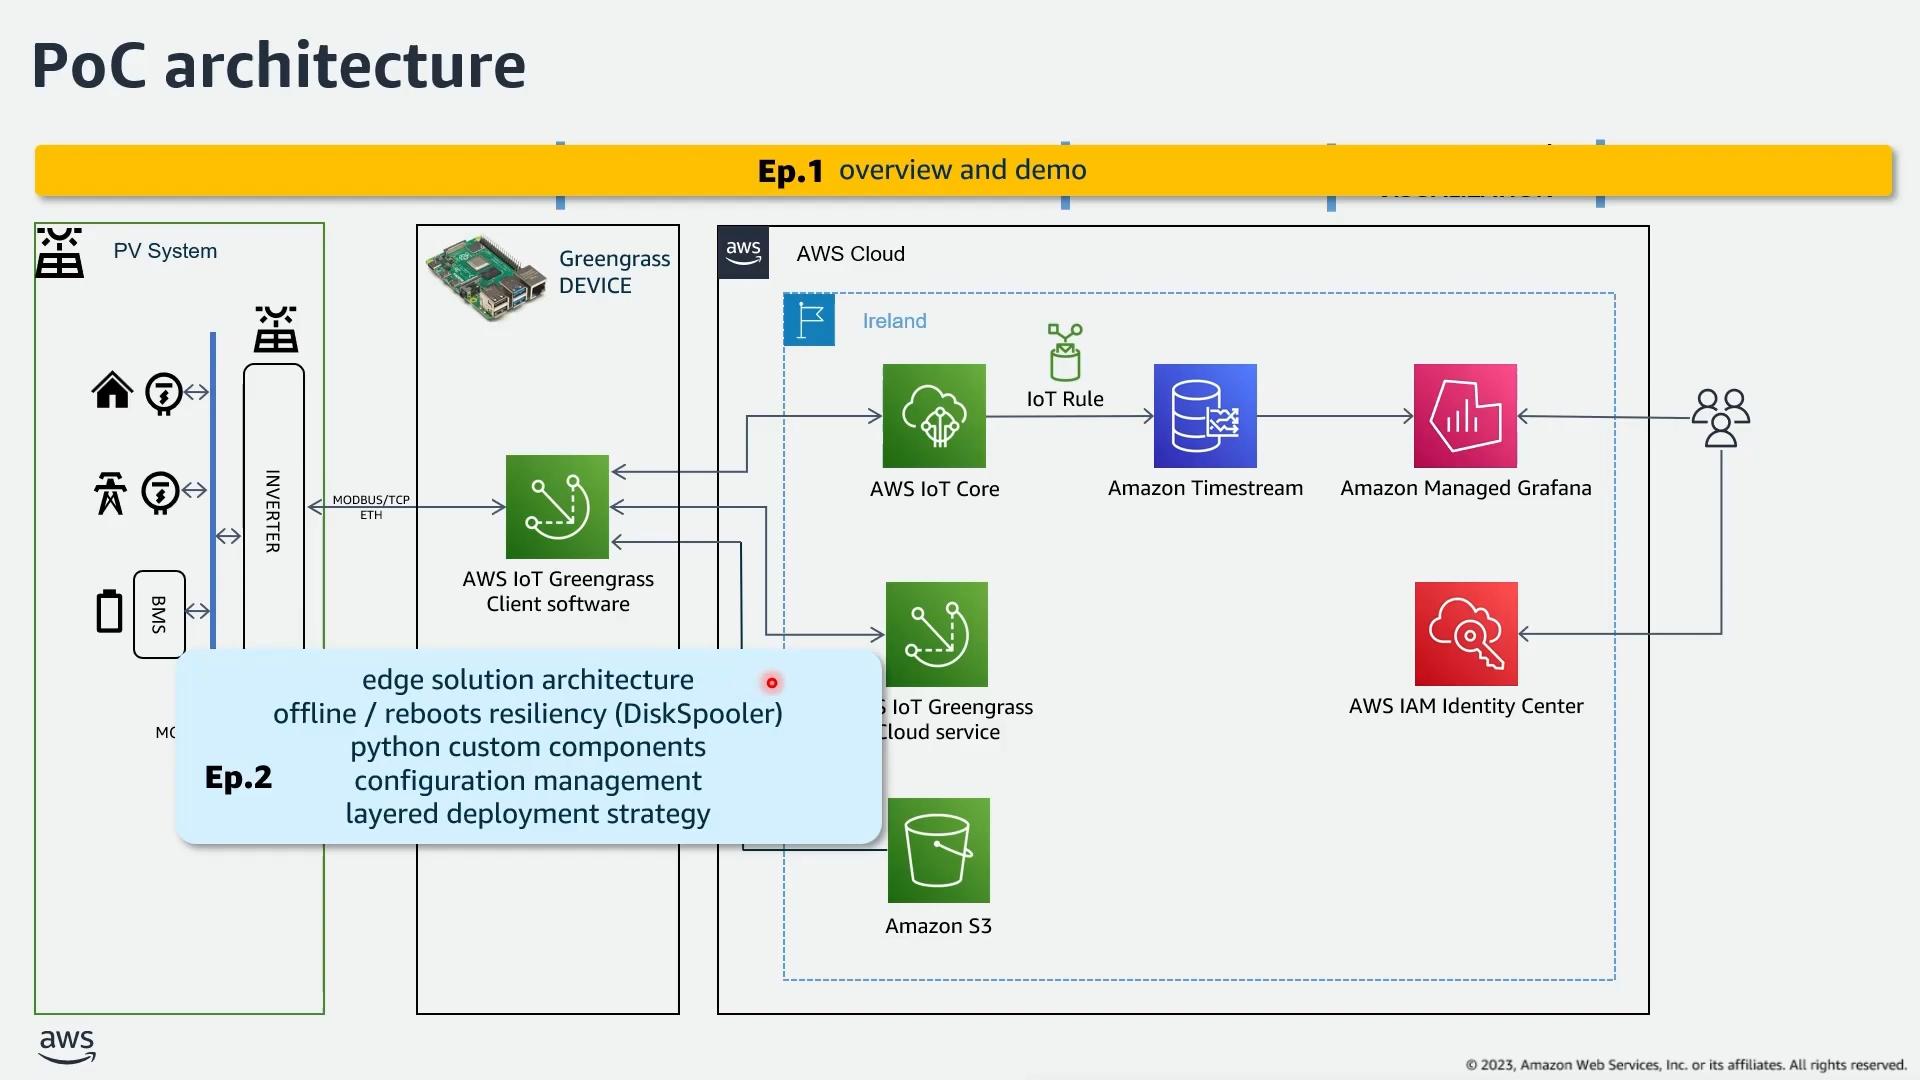 PoC architecture
Ep.1 overview and demo
PV System
Greengrass
DEVICE
aws
AWS Cloud
Ireland
IoT Rule
INVERTER
MODBUS/TCP
ETH
AWS IoT Core
Amazon Timestream
Amazon Managed Grafana
AWS IoT Greengrass
Client software
BMS
edge solution architecture
offline / reboots resiliency (DiskSpooler)
python custom components
Ep.2
configuration management
layered deployment strategy
IoT Greengrass
Cloud service
AWS IAM Identity Center
Amazon S3
aws
© 2023, Amazon Web Services, Inc. or its affiliates. All rights reserved.